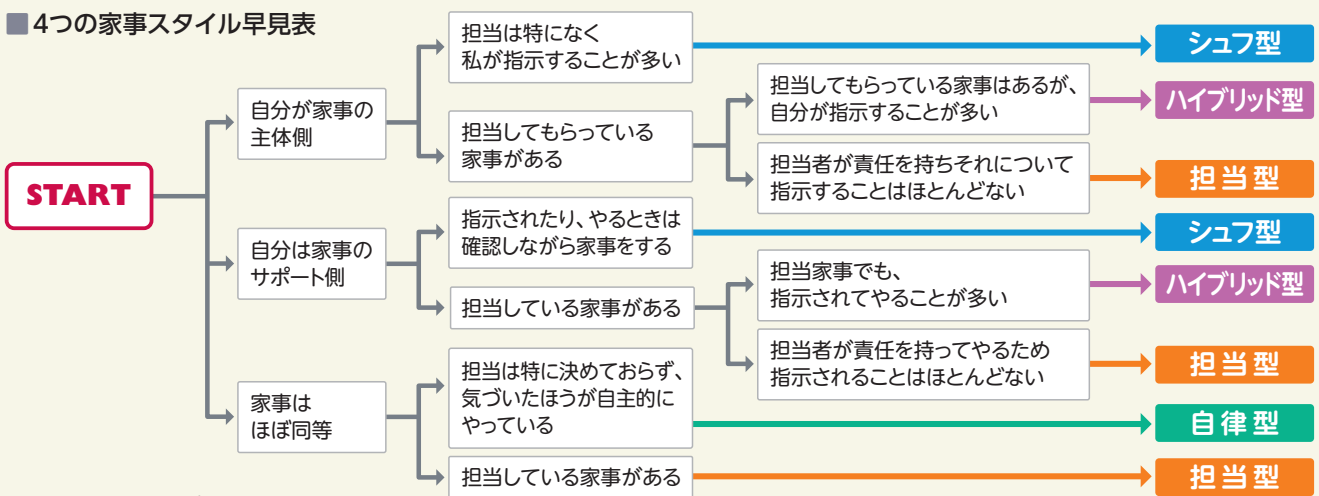 ■4つの家事スタイル早見表
START
自分が家事の
主体側
担当は特になく
私が指示することが多い
シュフ型
担当してもらっている
家事がある
担当してもらっている家事はあるが、
自分が指示することが多い
ハイブリッド型
担当者が責任を持ちそれについて
指示することはほとんどない
担当型
自分は家事の
サポート側
指示されたり、やるときは
確認しながら家事をする
シュフ型
担当している家事がある
担当家事でも、
指示されてやることが多い
ハイブリッド型
担当者が責任を持ってやるため
指示されることはほとんどない
担当型
家事は
ほぼ同等
担当は特に決めておらず、
気づいたほうが自主的に
やっている
自律型
担当している家事がある
担当型